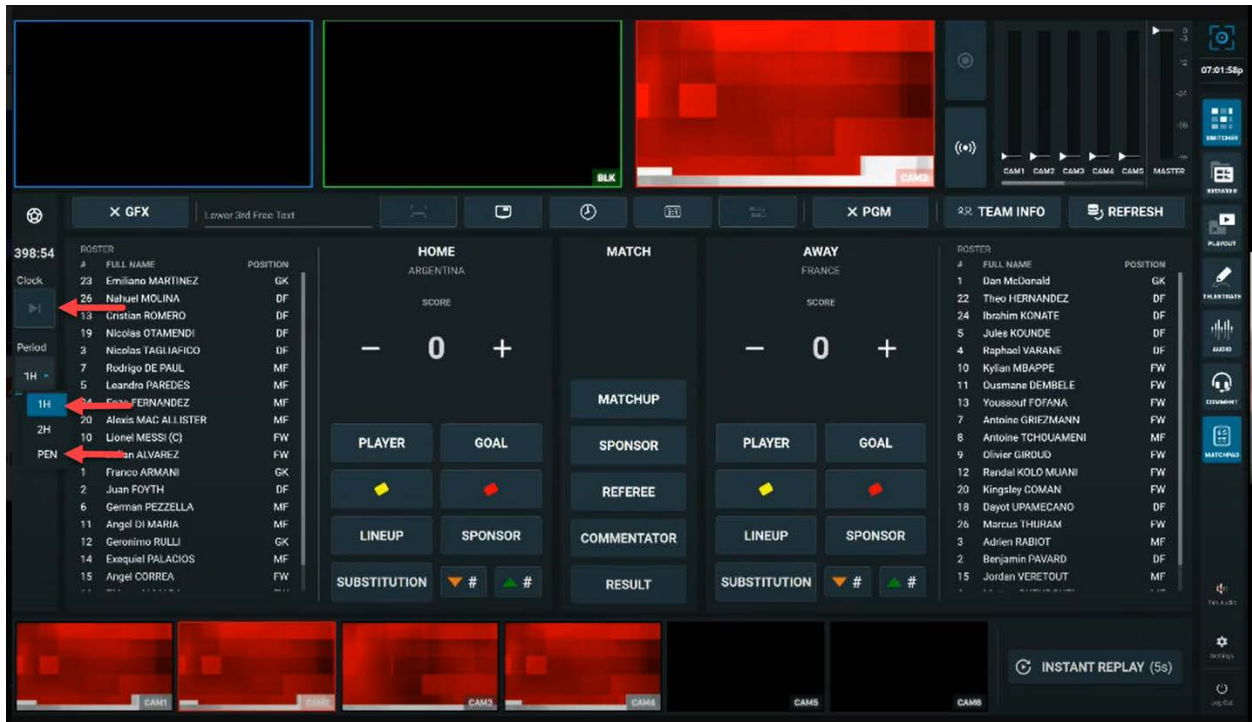 07:01:58p
BLK
CAM2
CAM1 CAM2 CAM3 CAM4 CAM5 MASTER
SWITCHER
PLAYOUT
AUDIO
COMMENT
MATCHPAD
Settings
Log Out
X GFX
Lower 3rd Free Text
X PGM
TEAM INFO
REFRESH
398:54
Clock
Period
1H
1H
2H
PEN
ROSTER
# FULL NAME POSITION
23 Emiliano MARTINEZ GK
26 Nahuel MOLINA DF
13 Cristian ROMERO DF
19 Nicolas OTAMENDI DF
3 Nicolas TAGLIAFICO DF
7 Rodrigo DE PAUL MF
5 Leandro PAREDES MF
FERNANDEZ MF
20 Alexis MAC ALLISTER MF
10 Lionel MESSI (C) FW
ALVAREZ FW
1 Franco ARMANI GK
2 Juan FOYTH DF
6 German PEZZELLA MF
11 Angel DI MARIA MF
12 Geronimo RULLI GK
14 Exequiel PALACIOS MF
15 Angel CORREA FW
HOME
ARGENTINA
SCORE
− 0 +
PLAYER GOAL
LINEUP SPONSOR
SUBSTITUTION # #
MATCH
MATCHUP
SPONSOR
REFEREE
COMMENTATOR
RESULT
AWAY
FRANCE
SCORE
− 0 +
PLAYER GOAL
LINEUP SPONSOR
SUBSTITUTION # #
ROSTER
# FULL NAME POSITION
1 Dan McDonald GK
22 Theo HERNANDEZ DF
24 Ibrahim KONATE DF
5 Jules KOUNDE DF
4 Raphael VARANE DF
10 Kylian MBAPPE FW
11 Ousmane DEMBELE FW
13 Youssouf FOFANA FW
7 Antoine GRIEZMANN FW
8 Antoine TCHOUAMENI MF
9 Olivier GIROUD FW
12 Randal KOLO MUANI FW
20 Kingsley COMAN FW
18 Dayot UPAMECANO DF
26 Marcus THURAM FW
3 Adrien RABIOT MF
2 Benjamin PAVARD DF
15 Jordan VERETOUT MF
CAM1
CAM2
CAM3
CAM4
CAM5
CAM6
INSTANT REPLAY (5s)